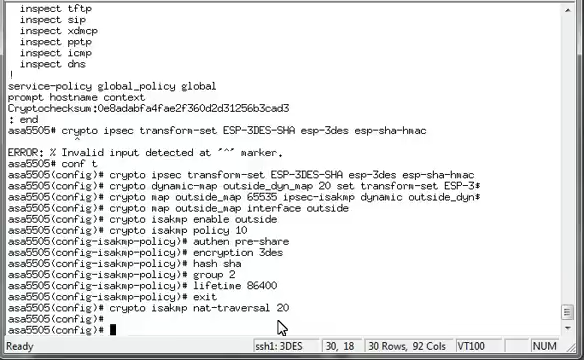 inspect tftp
inspect sip
inspect xdmcp
inspect pptp
inspect icmp
inspect dns
!
service-policy global_policy global
prompt hostname context
Cryptochecksum:0e8adabfa4fae2f360d2d31256b3cad3
: end
asa5505# crypto ipsec transform-set ESP-3DES-SHA esp-3des esp-sha-hmac
^
ERROR: % Invalid input detected at '^' marker.
asa5505# conf t
asa5505(config)# crypto ipsec transform-set ESP-3DES-SHA esp-3des esp-sha-hmac
asa5505(config)# crypto dynamic-map outside_dyn_map 20 set transform-set ESP-3$
asa5505(config)# crypto map outside_map 65535 ipsec-isakmp dynamic outside_dyn$
asa5505(config)# crypto map outside_map interface outside
asa5505(config)# crypto isakmp enable outside
asa5505(config)# crypto isakmp policy 10
asa5505(config-isakmp-policy)# authen pre-share
asa5505(config-isakmp-policy)# encryption 3des
asa5505(config-isakmp-policy)# hash sha
asa5505(config-isakmp-policy)# group 2
asa5505(config-isakmp-policy)# lifetime 86400
asa5505(config-isakmp-policy)# exit
asa5505(config)# crypto isakmp nat-traversal 20
asa5505(config)#
asa5505(config)#
Ready ssh1: 3DES 30, 18 30 Rows, 92 Cols VT100 NUM